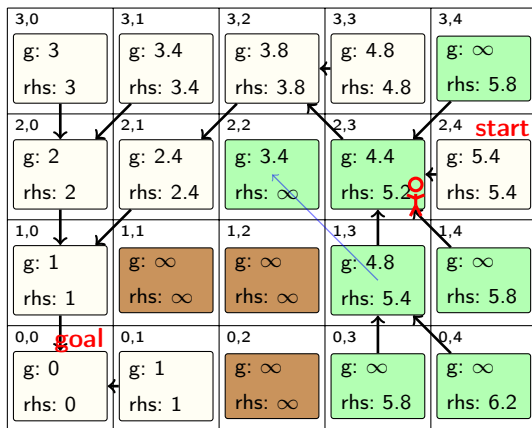 3,0 3,1 3,2 3,3 3,4
g: 3 g: 3.4 g: 3.8 g: 4.8 g: ∞
rhs: 3 rhs: 3.4 rhs: 3.8 rhs: 4.8 rhs: 5.8
2,0 2,1 2,2 2,3 2,4 start
g: 2 g: 2.4 g: 3.4 g: 4.4 g: 5.4
rhs: 2 rhs: 2.4 rhs: ∞ rhs: 5.2 rhs: 5.4
1,0 1,1 1,2 1,3 1,4
g: 1 g: ∞ g: ∞ g: 4.8 g: ∞
rhs: 1 rhs: ∞ rhs: ∞ rhs: 5.4 rhs: 5.8
0,0 goal 0,1 0,2 0,3 0,4
g: 0 g: 1 g: ∞ g: ∞ g: ∞
rhs: 0 rhs: 1 rhs: ∞ rhs: 5.8 rhs: 6.2